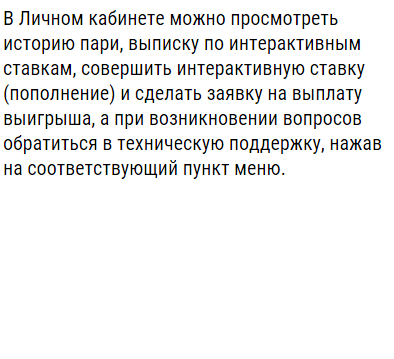 В Личном кабинете можно просмотреть
историю пари, выписку по интерактивным
ставкам, совершить интерактивную ставку
(пополнение) и сделать заявку на выплату
выигрыша, а при возникновении вопросов
обратиться в техническую поддержку, нажав
на соответствующий пункт меню.